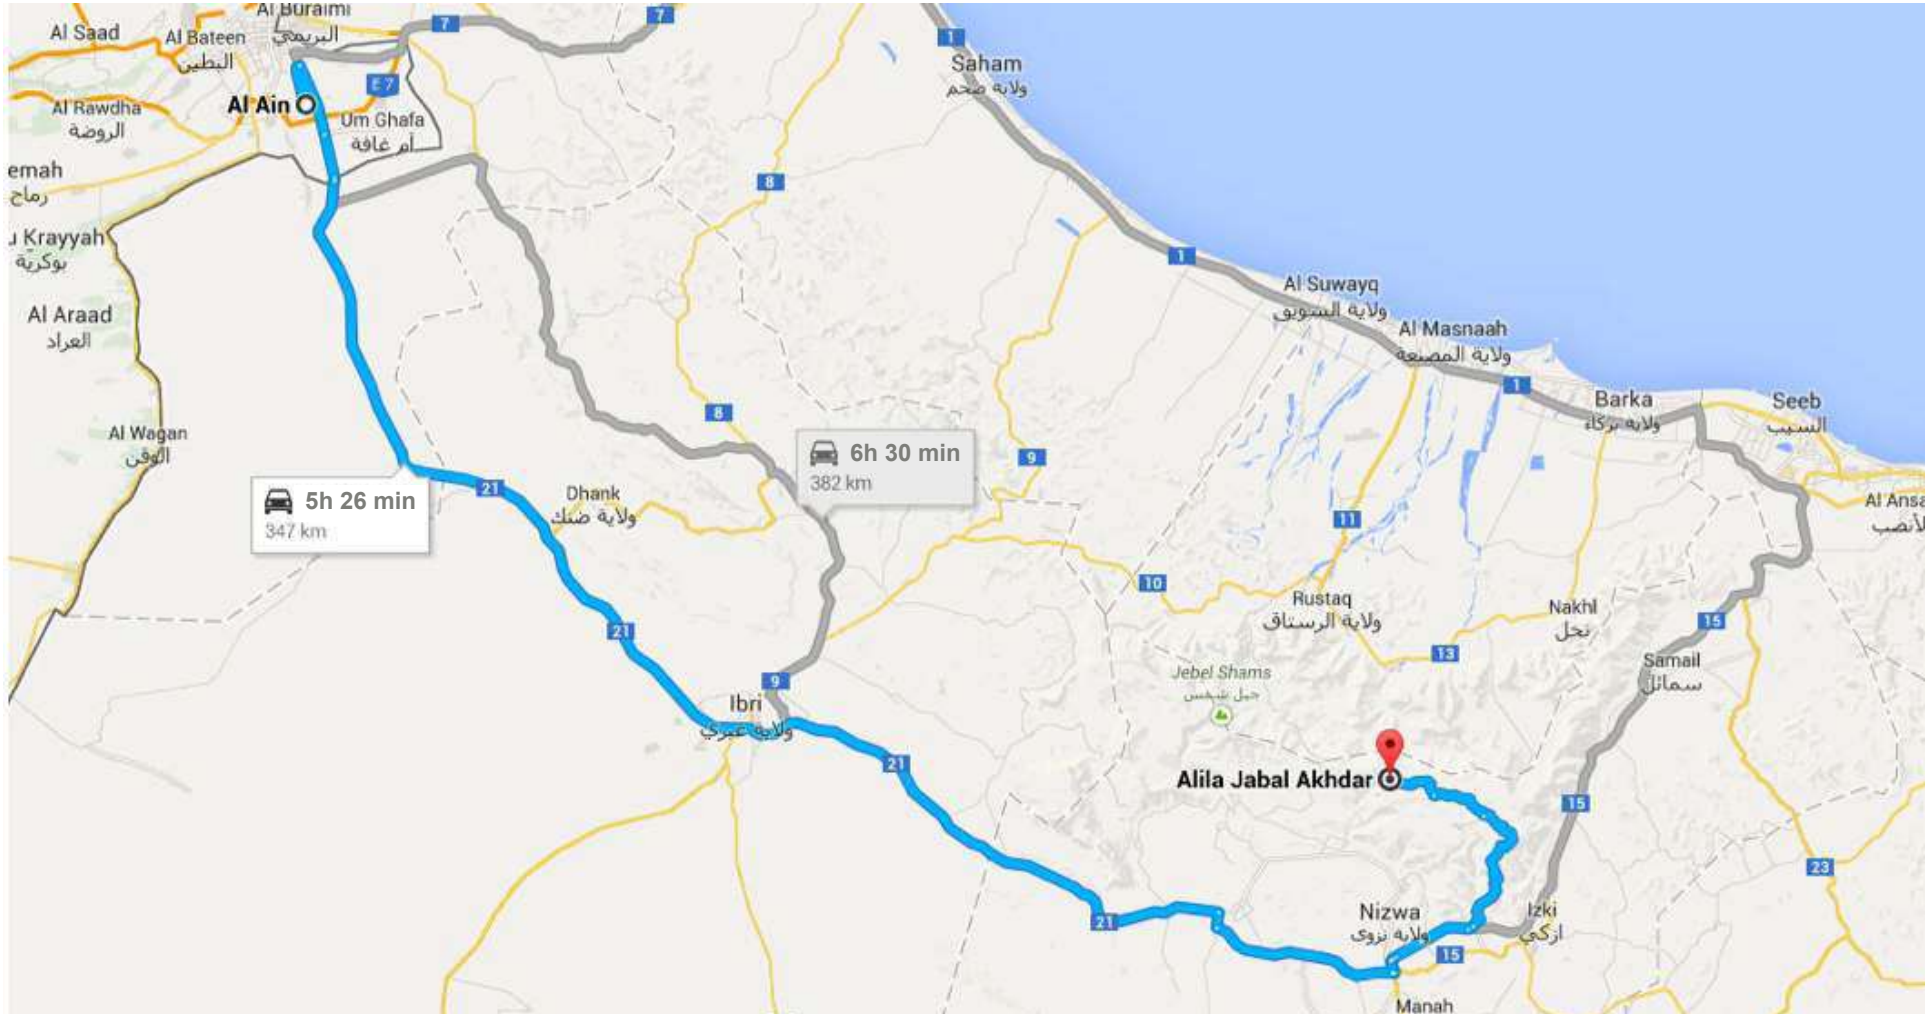 Al Buraimi
البريمي
7
7
Al Saad
Al Bateen
البطين
1
Saham
ولاية صحم
E 7
Al Ain
Al Rawdha
الروضة
Um Ghafa
أم غافة
emah
رماح
8
u Krayyah
بوكرية
1
Al Suwayq
ولاية السويق
Al Araad
العراد
Al Masnaah
ولاية المصنعة
1
Barka
ولاية بركاء
Seeb
السيب
8
Al Wagan
الوقن
6h 30 min
382 km
9
5h 26 min
347 km
21
Dhank
ولاية ضنك
11
Al Ansa
الأنصب
10
Rustaq
ولاية الرستاق
Nakhl
نخل
21
15
13
Samail
سمائل
Jebel Shams
جبل شمس
9
Ibri
ولاية عبري
21
Alila Jabal Akhdar
15
23
21
Nizwa
ولاية نزوى
Izki
ازكي
15
Manah